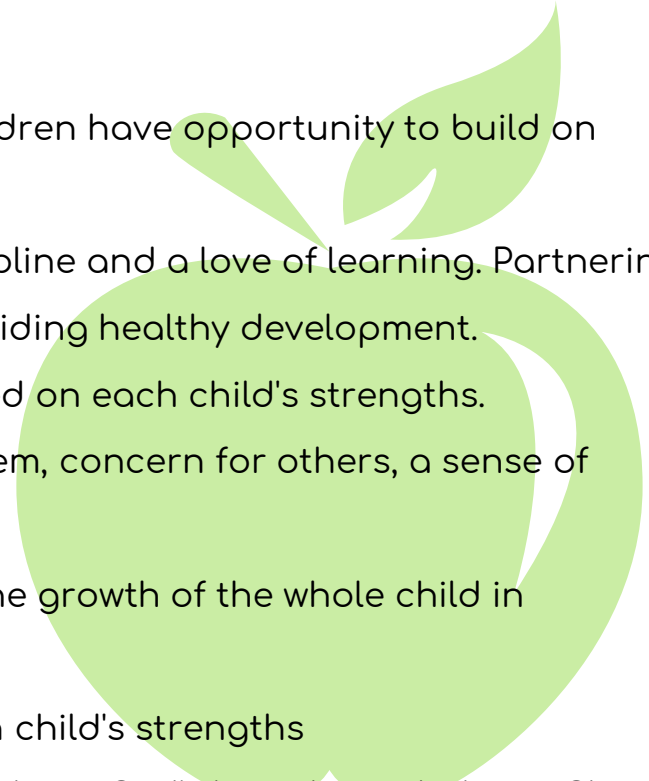 dren have opportunity to build on
pline and a love of learning. Partnerin
iding healthy development.
d on each child's strengths.
em, concern for others, a sense of
he growth of the whole child in
child's strengths